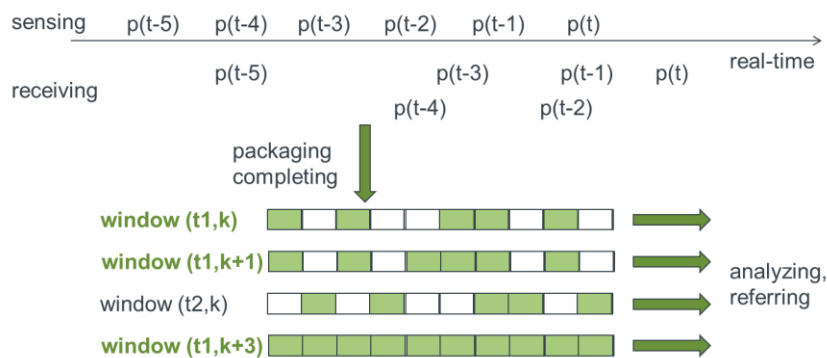 sensing p(t-5) p(t-4) p(t-3) p(t-2) p(t-1) p(t)
real-time
receiving p(t-5) p(t-3) p(t-1) p(t)
p(t-4) p(t-2)
packaging
completing
window (t1,k)
window (t1,k+1)
window (t2,k)
window (t1,k+3)
analyzing,
referring